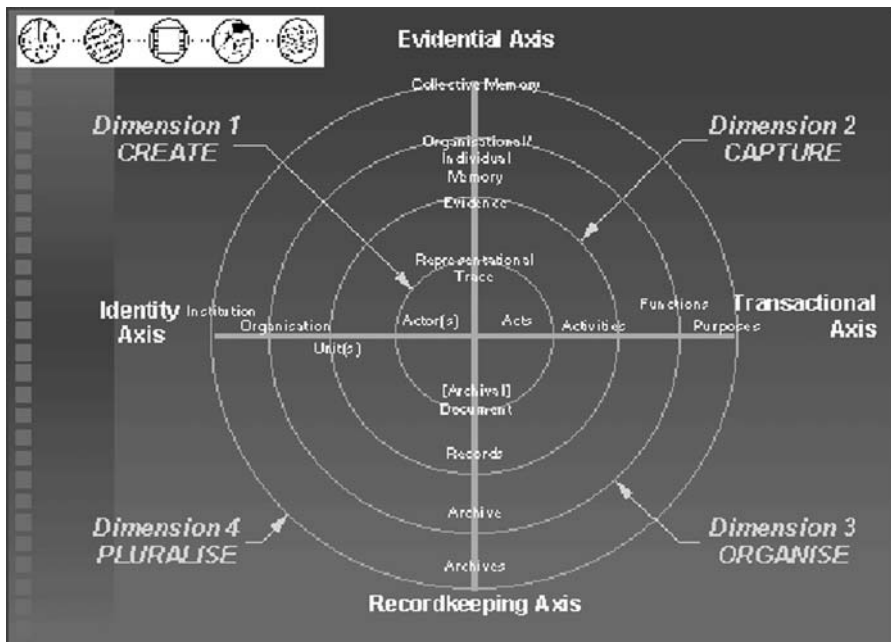 Evidential Axis
Collective Memory
Dimension 1
CREATE
Dimension 2
CAPTURE
Organisational/
Individual
Memory
Evidence
Representational
Trace
Identity
Axis
Institution
Organisation
Unit(s)
Actor(s)
Acts
Activities
Functions
Purposes
Transactional
Axis
[Archival]
Document
Records
Archive
Archives
Dimension 4
PLURALISE
Dimension 3
ORGANISE
Recordkeeping Axis